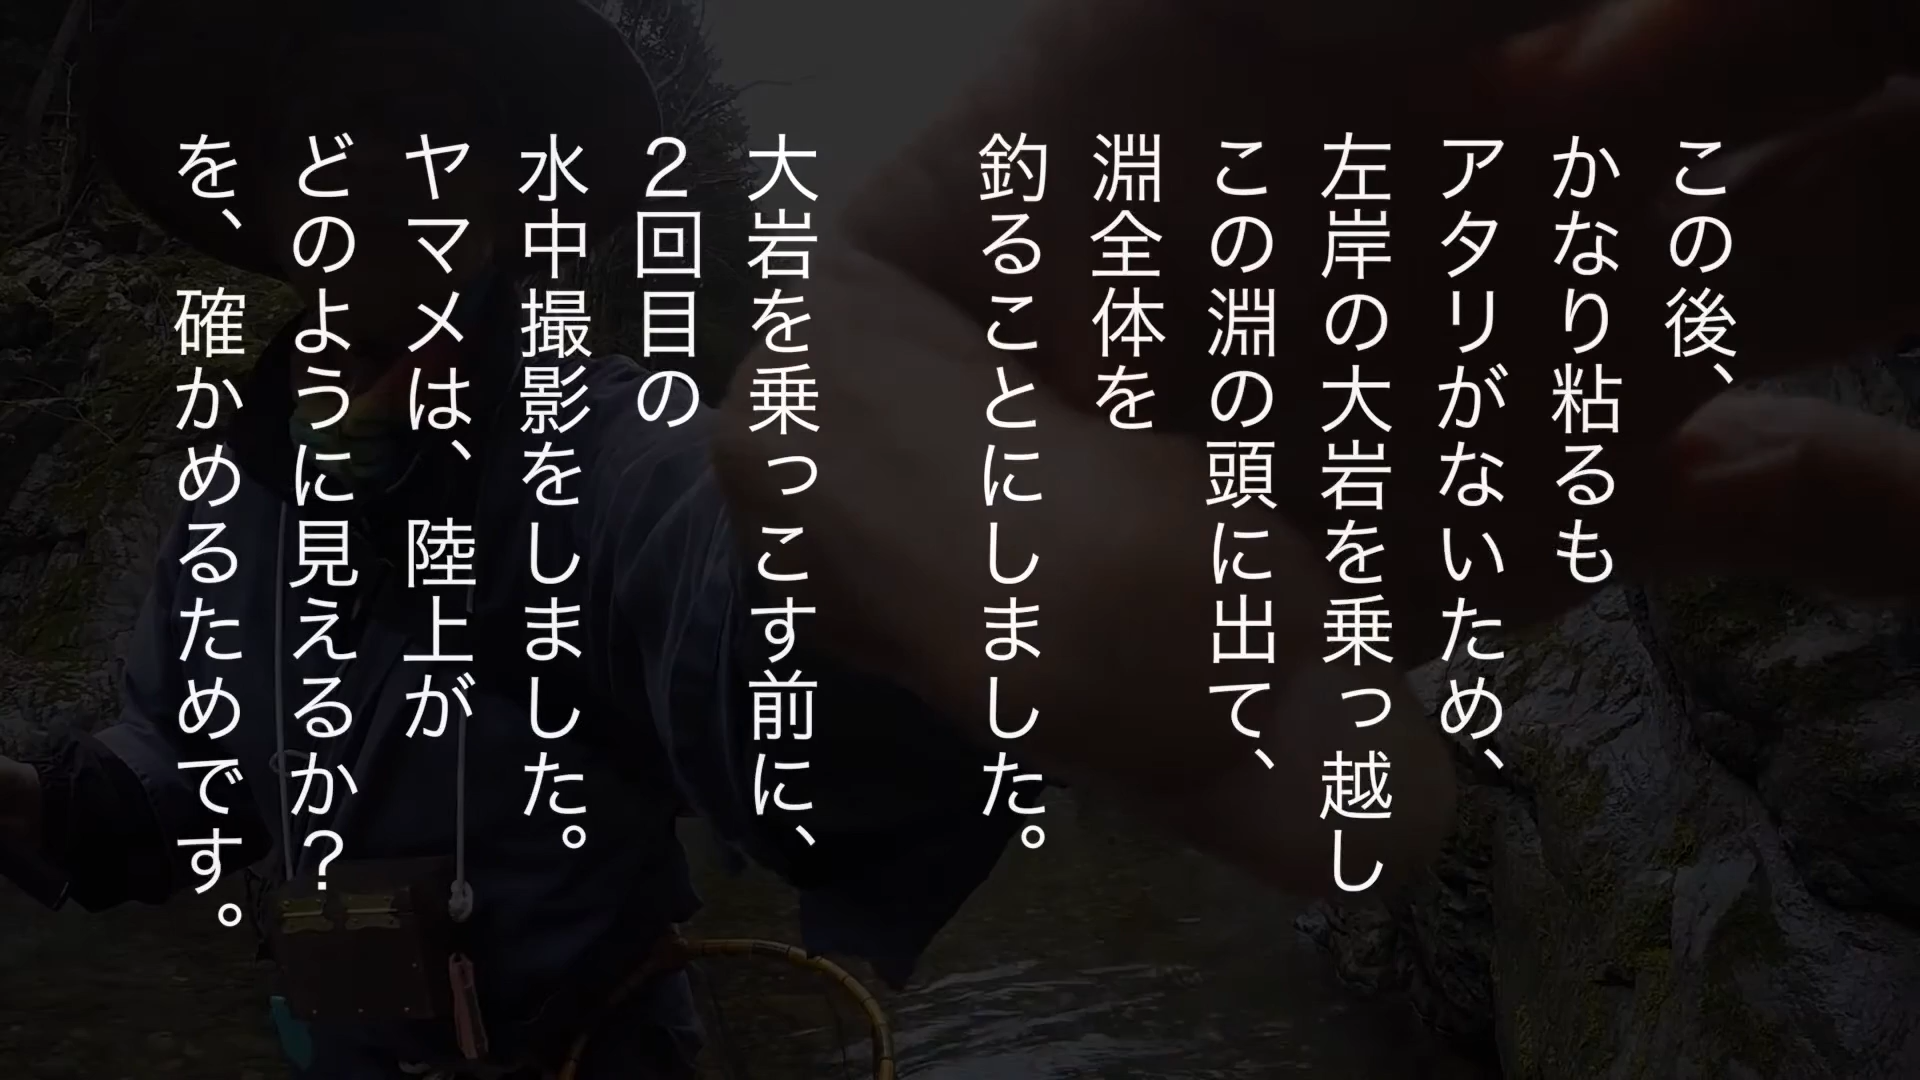 この後、
かなり粘るも
アタリがないため、
左岸の大岩を乗っ越し
この淵の頭に出て、
淵全体を
釣ることにしました。
大岩を乗っこす前に、
２回目の
水中撮影をしました。
ヤマメは、陸上が
どのように見えるか？
を、確かめるためです。